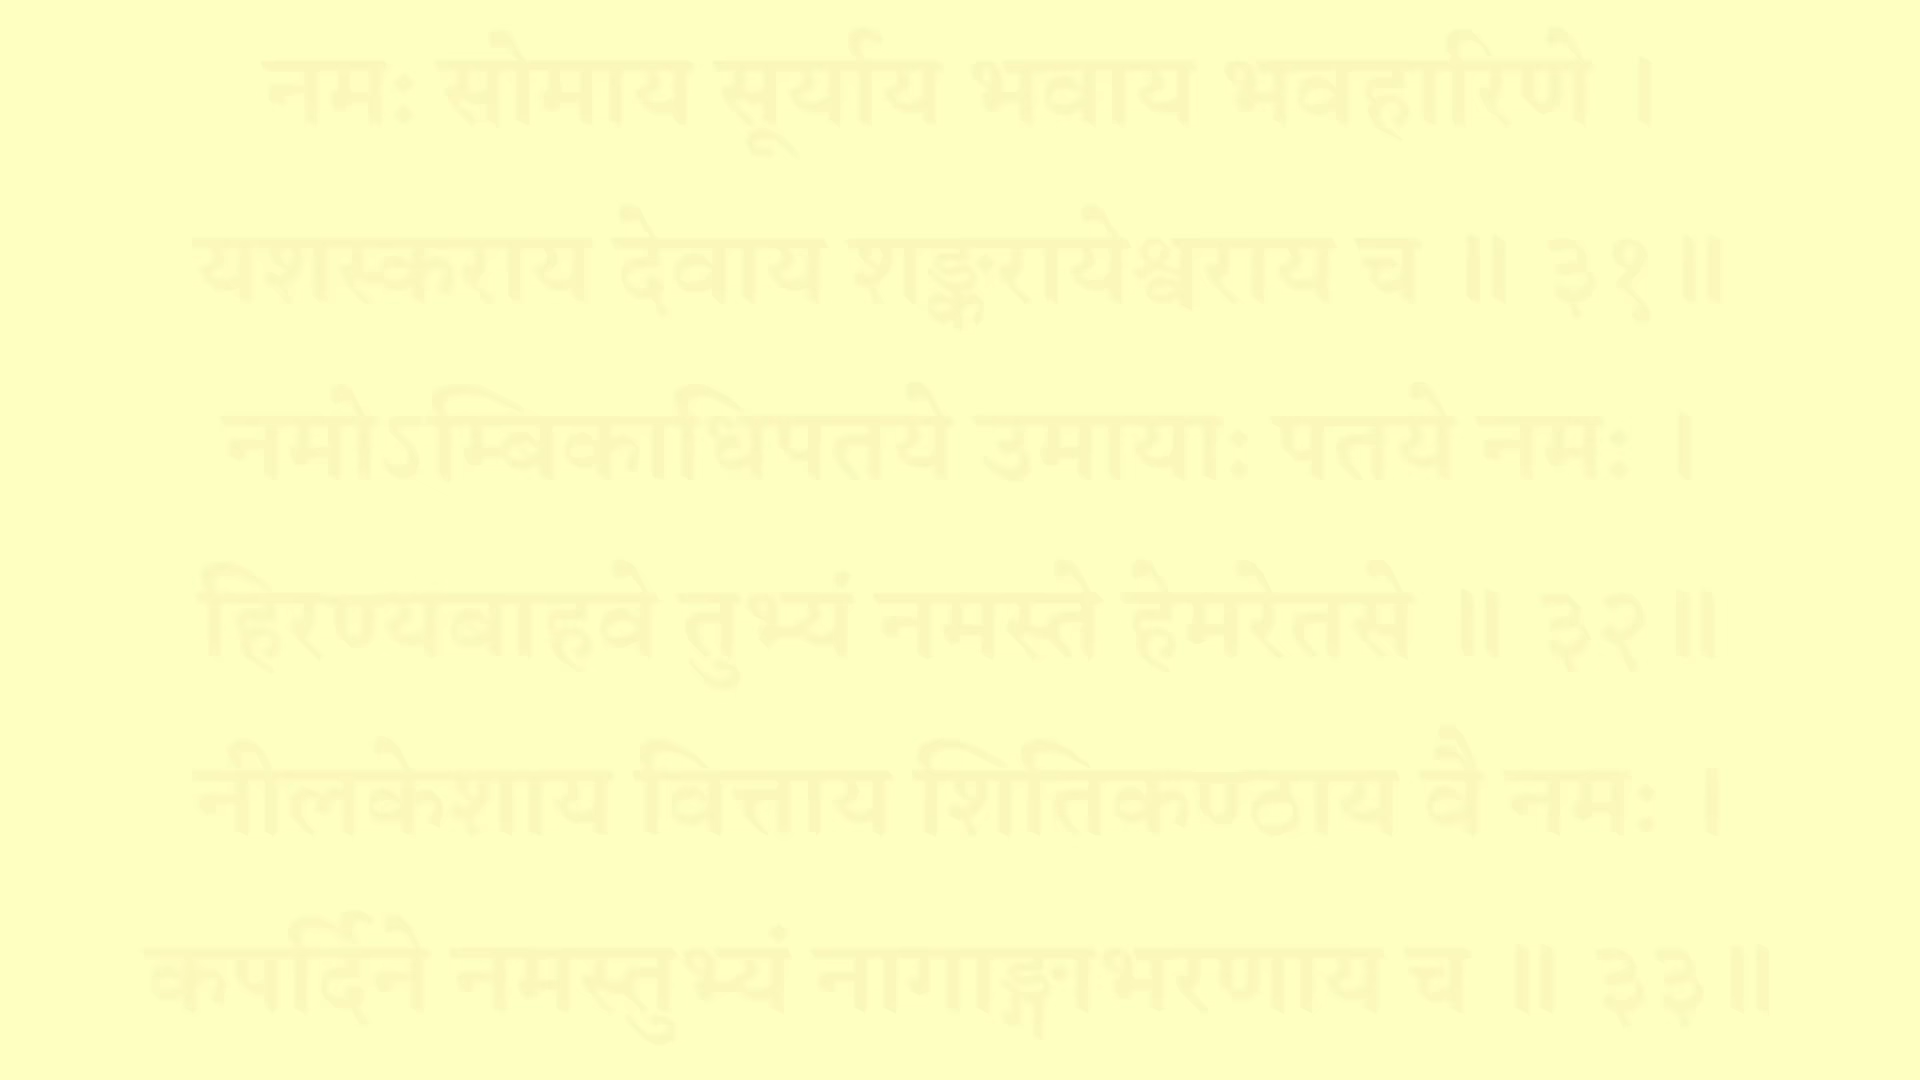 नमः सोमाय सूर्याय भवाय भवहारिणे ।
यशस्कराय देवाय शङ्करायेश्वराय च ॥ ३१॥
नमोऽम्बिकाधिपतये उमायाः पतये नमः ।
हिरण्यबाहवे तुभ्यं नमस्ते हेमरेतसे ॥ ३२॥
नीलकेशाय वित्ताय शितिकण्ठाय वै नमः ।
कपर्दिने नमस्तुभ्यं नागाङ्गाभरणाय च ॥ ३३॥